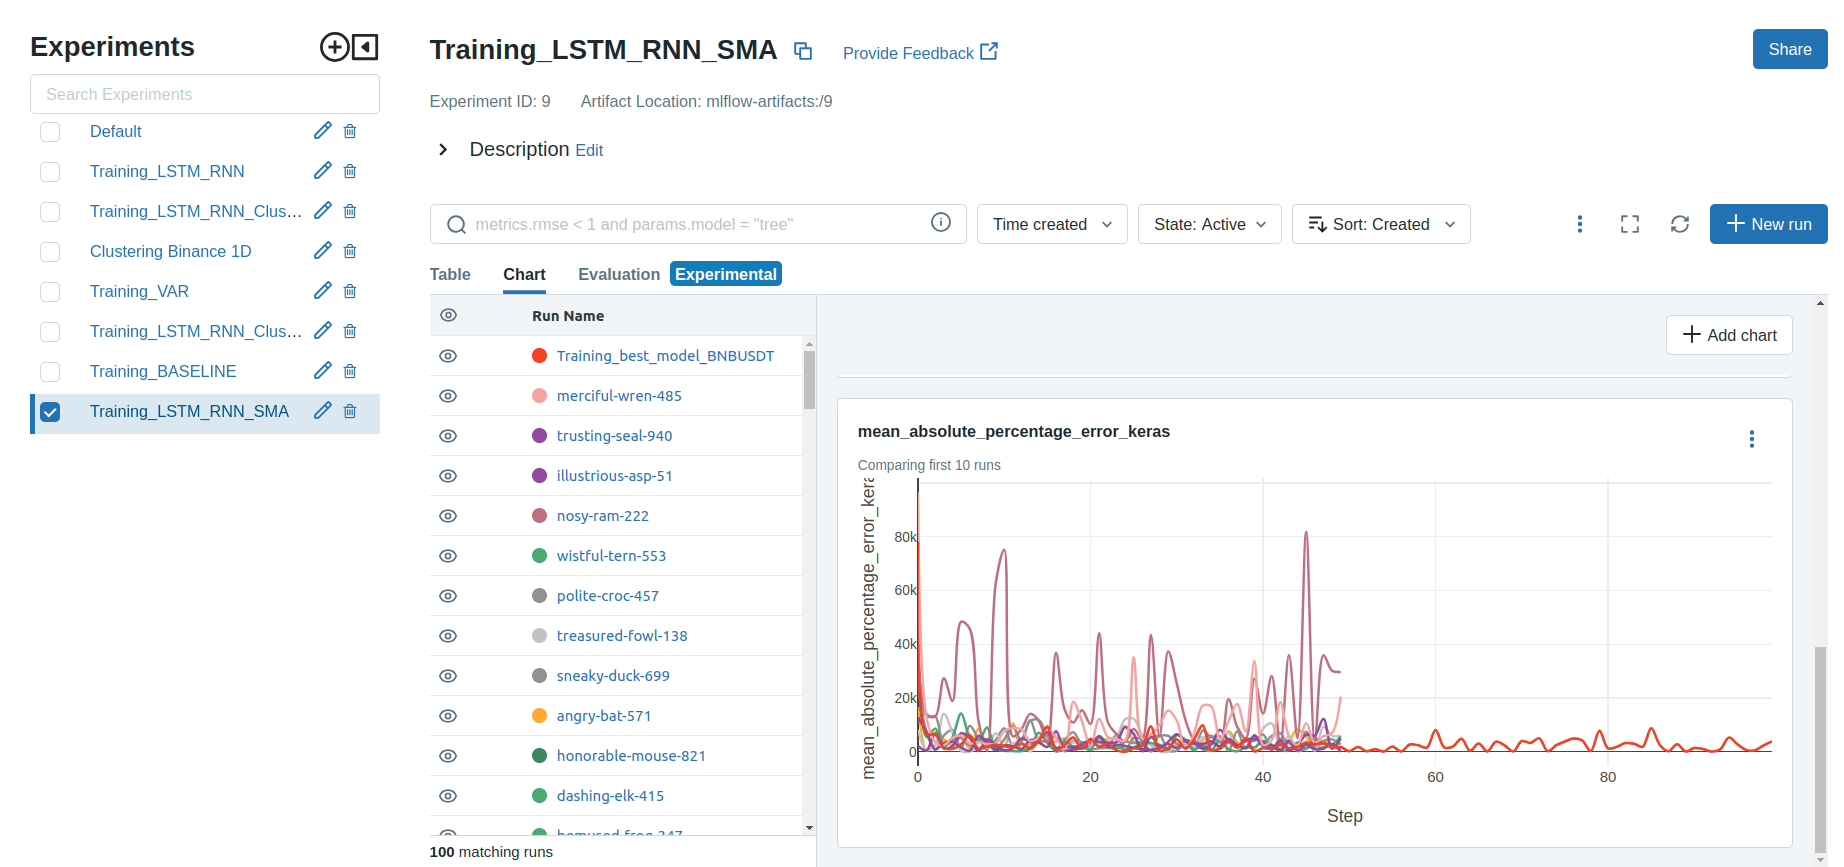 Experiments
Search Experiments
Default
Training_LSTM_RNN
Training_LSTM_RNN_Clus...
Clustering Binance 1D
Training_VAR
Training_LSTM_RNN_Clus...
Training_BASELINE
Training_LSTM_RNN_SMA
Training_LSTM_RNN_SMA
Provide Feedback
Share
Experiment ID: 9
Artifact Location: mlflow-artifacts:/9
Description Edit
metrics.rmse < 1 and params.model = "tree"
Time created
State: Active
Sort: Created
New run
Table
Chart
Evaluation
Experimental
Run Name
Training_best_model_BNBUSDT
merciful-wren-485
trusting-seal-940
illustrious-asp-51
nosy-ram-222
wistful-tern-553
polite-croc-457
treasured-fowl-138
sneaky-duck-699
angry-bat-571
honorable-mouse-821
dashing-elk-415
bemused-frog-347
100 matching runs
Add chart
mean_absolute_percentage_error_keras
Comparing first 10 runs
mean_absolute_percentage_error_kera
80k
60k
40k
20k
0
0
20
40
60
80
Step